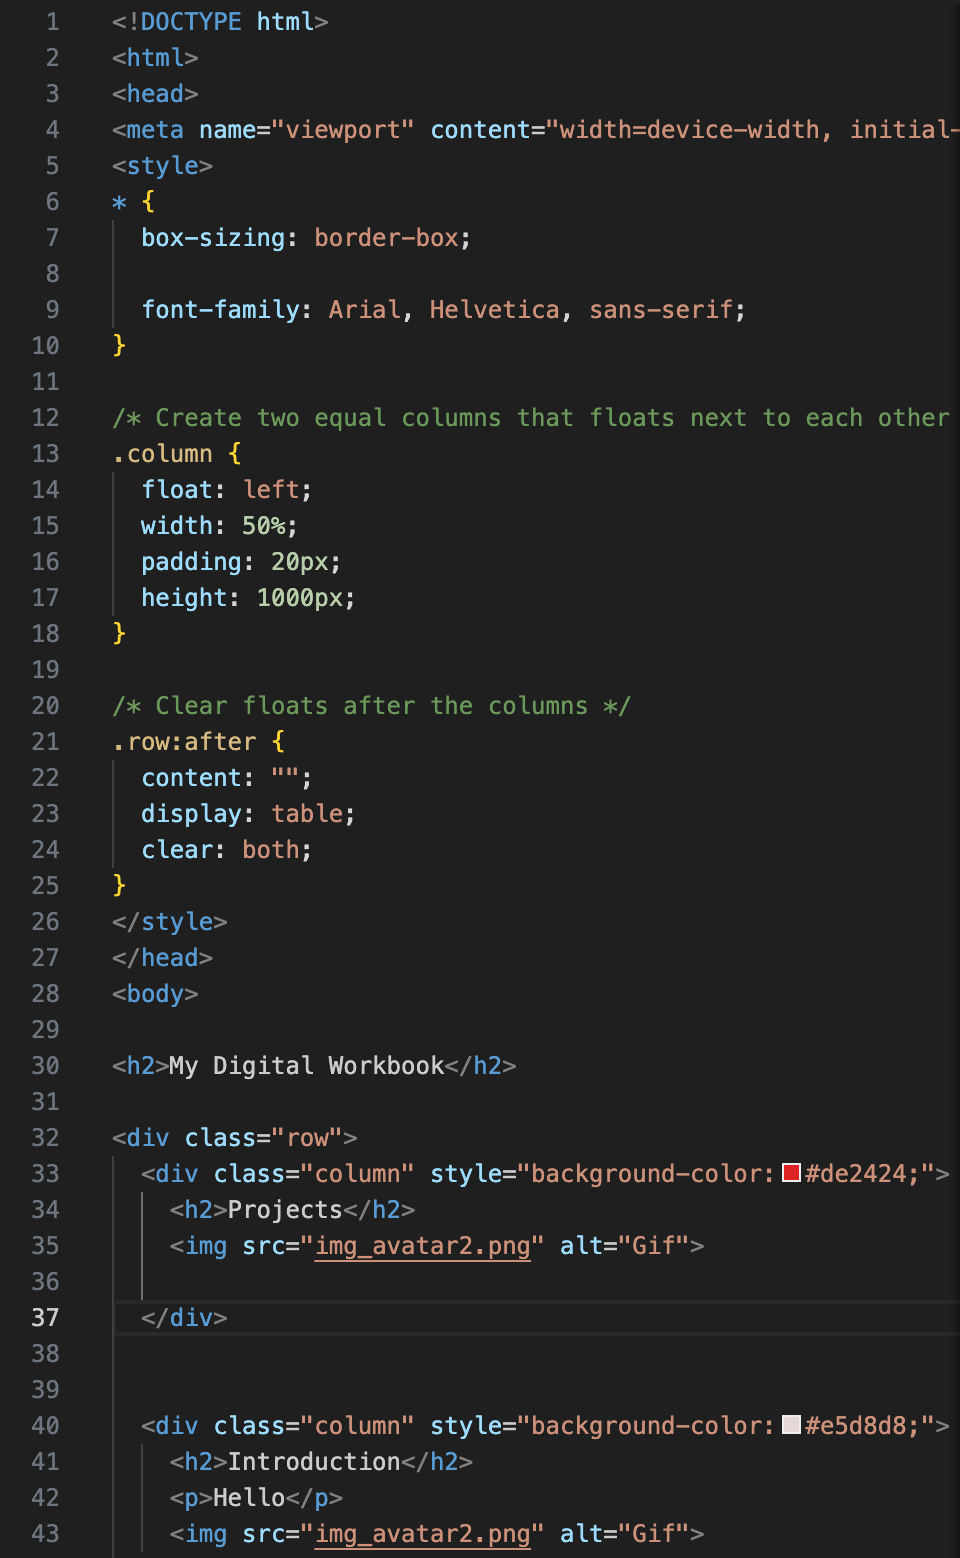 1 <!DOCTYPE html>
2 <html>
3 <head>
4 <meta name="viewport" content="width=device-width, initial-
5 <style>
6 * {
7   box-sizing: border-box;
8
9   font-family: Arial, Helvetica, sans-serif;
10 }
11
12 /* Create two equal columns that floats next to each other
13 .column {
14   float: left;
15   width: 50%;
16   padding: 20px;
17   height: 1000px;
18 }
19
20 /* Clear floats after the columns */
21 .row:after {
22   content: "";
23   display: table;
24   clear: both;
25 }
26 </style>
27 </head>
28 <body>
29
30 <h2>My Digital Workbook</h2>
31
32 <div class="row">
33   <div class="column" style="background-color:#de2424;">
34     <h2>Projects</h2>
35     <img src="img_avatar2.png" alt="Gif">
36
37   </div>
38
39
40   <div class="column" style="background-color:#e5d8d8;">
41     <h2>Introduction</h2>
42     <p>Hello</p>
43     <img src="img_avatar2.png" alt="Gif">